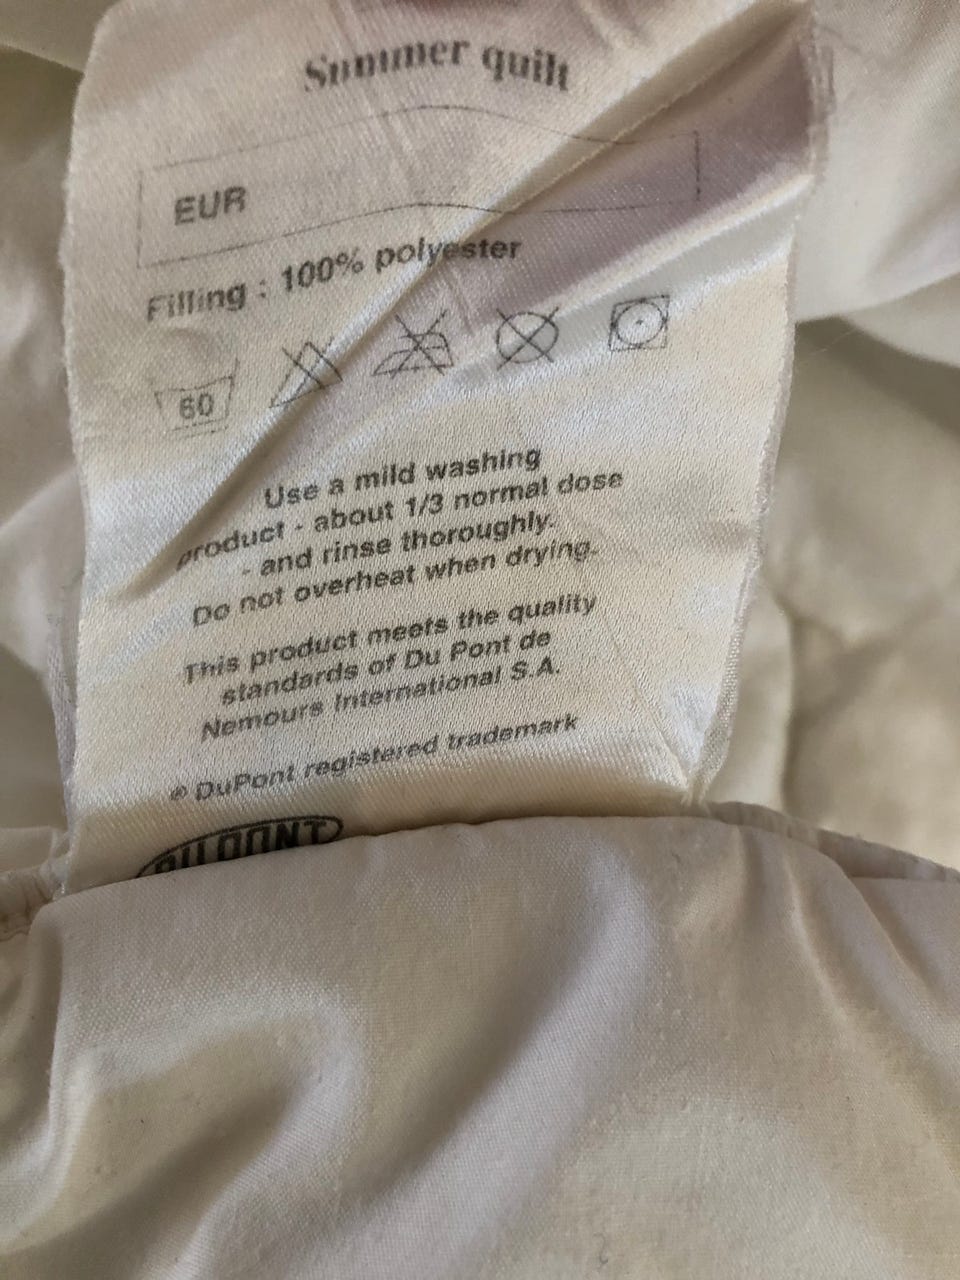 Summer quilt
EUR
Filling : 100% polyester
60
Use a mild washing
product - about 1/3 normal dose
- and rinse thoroughly.
Do not overheat when drying.
This product meets the quality
standards of Du Pont de
Nemours International S.A.
® DuPont registered trademark
DUPONT